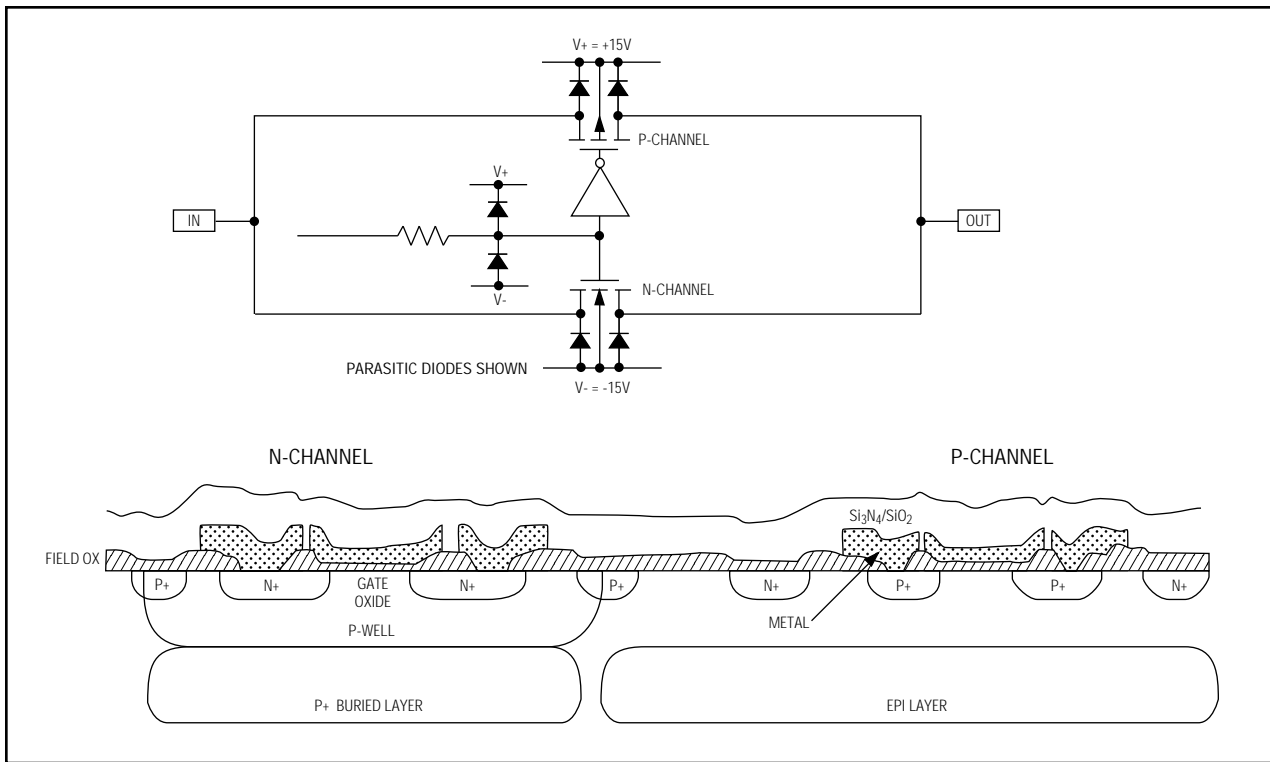 V+ = +15V
P-CHANNEL
V+
IN
OUT
V-
N-CHANNEL
PARASITIC DIODES SHOWN
V- = -15V
N-CHANNEL
P-CHANNEL
Si3N4/SiO2
FIELD OX
P+
N+
GATE
OXIDE
N+
P+
N+
P+
P+
N+
METAL
P-WELL
P+ BURIED LAYER
EPI LAYER